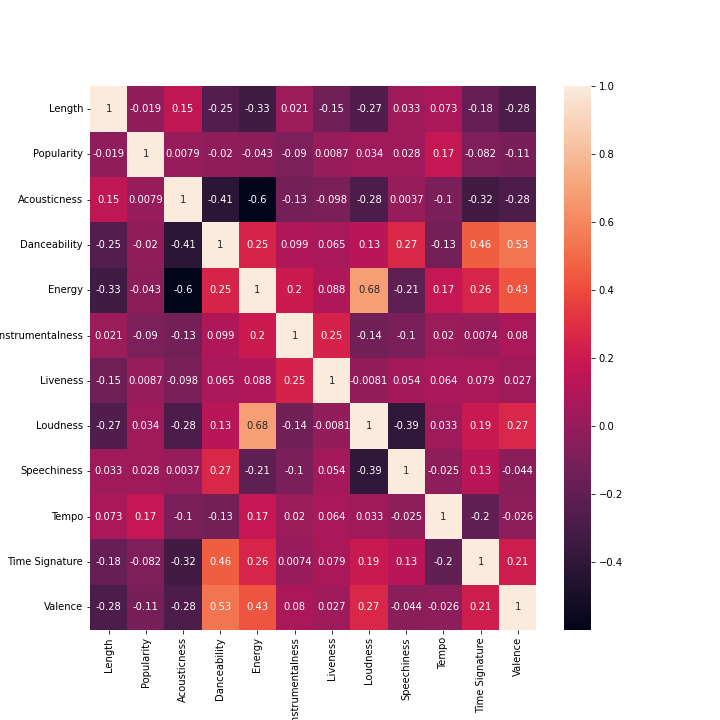 Length 1 -0.019 0.15 -0.25 -0.33 0.021 -0.15 -0.27 0.033 0.073 -0.18 -0.28
Popularity -0.019 1 0.0079 -0.02 -0.043 -0.09 0.0087 0.034 0.028 0.17 -0.082 -0.11
Acousticness 0.15 0.0079 1 -0.41 -0.6 -0.13 -0.098 -0.28 0.0037 -0.1 -0.32 -0.28
Danceability -0.25 -0.02 -0.41 1 0.25 0.099 0.065 0.13 0.27 -0.13 0.46 0.53
Energy -0.33 -0.043 -0.6 0.25 1 0.2 0.088 0.68 -0.21 0.17 0.26 0.43
nstrumentalness 0.021 -0.09 -0.13 0.099 0.2 1 0.25 -0.14 -0.1 0.02 0.0074 0.08
Liveness -0.15 0.0087 -0.098 0.065 0.088 0.25 1 -0.0081 0.054 0.064 0.079 0.027
Loudness -0.27 0.034 -0.28 0.13 0.68 -0.14 -0.0081 1 -0.39 0.033 0.19 0.27
Speechiness 0.033 0.028 0.0037 0.27 -0.21 -0.1 0.054 -0.39 1 -0.025 0.13 -0.044
Tempo 0.073 0.17 -0.1 -0.13 0.17 0.02 0.064 0.033 -0.025 1 -0.2 -0.026
Time Signature -0.18 -0.082 -0.32 0.46 0.26 0.0074 0.079 0.19 0.13 -0.2 1 0.21
Valence -0.28 -0.11 -0.28 0.53 0.43 0.08 0.027 0.27 -0.044 -0.026 0.21 1
Length
Popularity
Acousticness
Danceability
Energy
nstrumentalness
Liveness
Loudness
Speechiness
Tempo
Time Signature
Valence
1.0
0.8
0.6
0.4
0.2
0.0
−0.2
−0.4